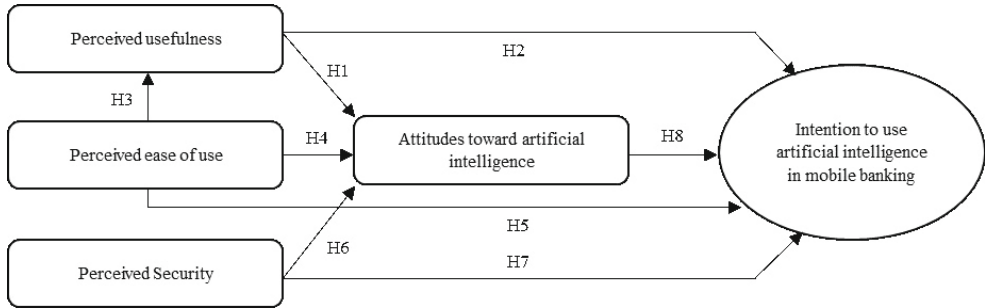 Perceived usefulness
H2
H1
H3
Perceived ease of use
H4
Attitudes toward artificial
intelligence
H8
Intention to use
artificial intelligence
in mobile banking
H5
H6
Perceived Security
H7